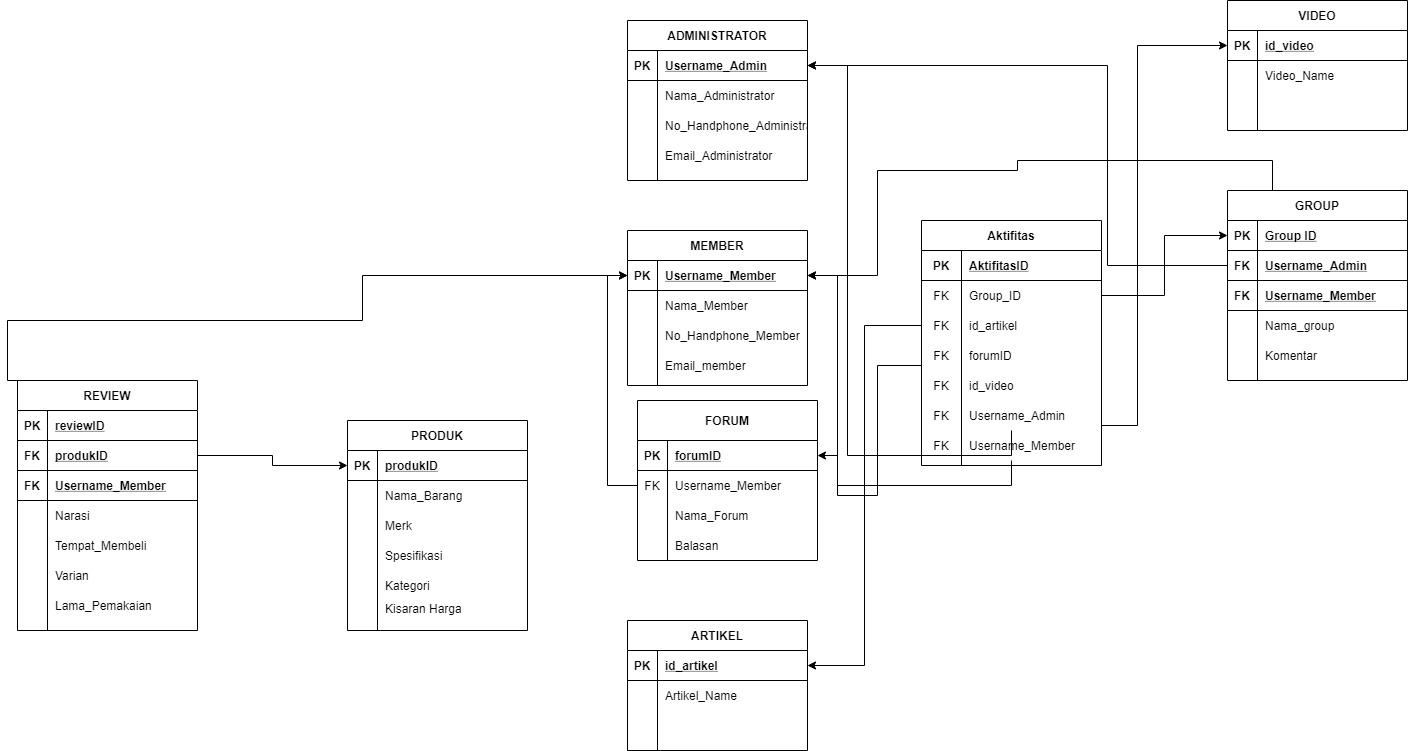 ADMINISTRATOR
PK Username_Admin
Nama_Administrator
No_Handphone_Administr
Email_Administrator
VIDEO
PK id_video
Video_Name
MEMBER
PK Username_Member
Nama_Member
No_Handphone_Member
Email_member
Aktifitas
PK AktifitasID
FK Group_ID
FK id_artikel
FK forumID
FK id_video
FK Username_Admin
FK Username_Member
GROUP
PK Group ID
FK Username_Admin
FK Username_Member
Nama_group
Komentar
REVIEW
PK reviewID
FK produkID
FK Username_Member
Narasi
Tempat_Membeli
Varian
Lama_Pemakaian
PRODUK
PK produkID
Nama_Barang
Merk
Spesifikasi
Kategori
Kisaran Harga
FORUM
PK forumID
FK Username_Member
Nama_Forum
Balasan
ARTIKEL
PK id_artikel
Artikel_Name